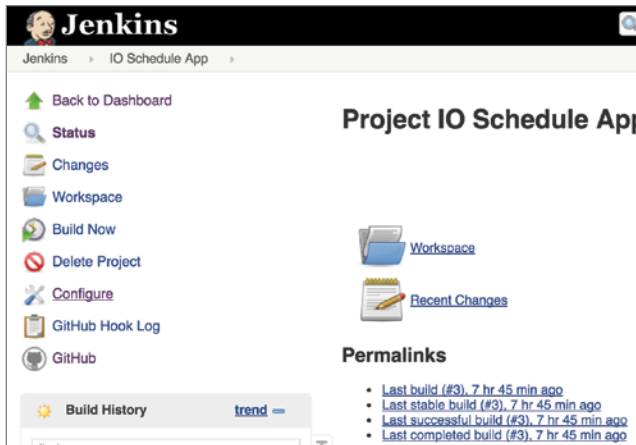 Jenkins
Jenkins IO Schedule App
Back to Dashboard
Status
Changes
Workspace
Build Now
Delete Project
Configure
GitHub Hook Log
GitHub
Build History trend
Project IO Schedule App
Workspace
Recent Changes
Permalinks
Last build (#3), 7 hr 45 min ago
Last stable build (#3), 7 hr 45 min ago
Last successful build (#3), 7 hr 45 min ago
Last completed build (#3), 7 hr 45 min ago